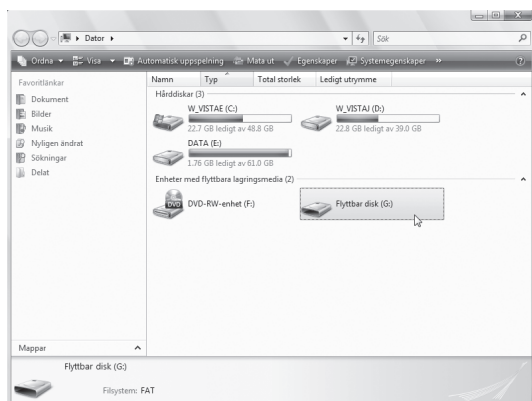 Dator
Sök
Ordna Visa Automatisk uppspelning Mata ut Egenskaper Systemegenskaper »
Favoritlänkar
Dokument
Bilder
Musik
Nyligen ändrat
Sökningar
Delat
Mappar
Namn Typ Total storlek Ledigt utrymme
Hårddiskar (3)
W_VISTAE (C:)
22.7 GB ledigt av 48.8 GB
W_VISTAJ (D:)
22.8 GB ledigt av 39.0 GB
DATA (E:)
1.76 GB ledigt av 61.0 GB
Enheter med flyttbara lagringsmedia (2)
DVD
DVD-RW-enhet (F:)
Flyttbar disk (G:)
Flyttbar disk (G:)
Filsystem: FAT